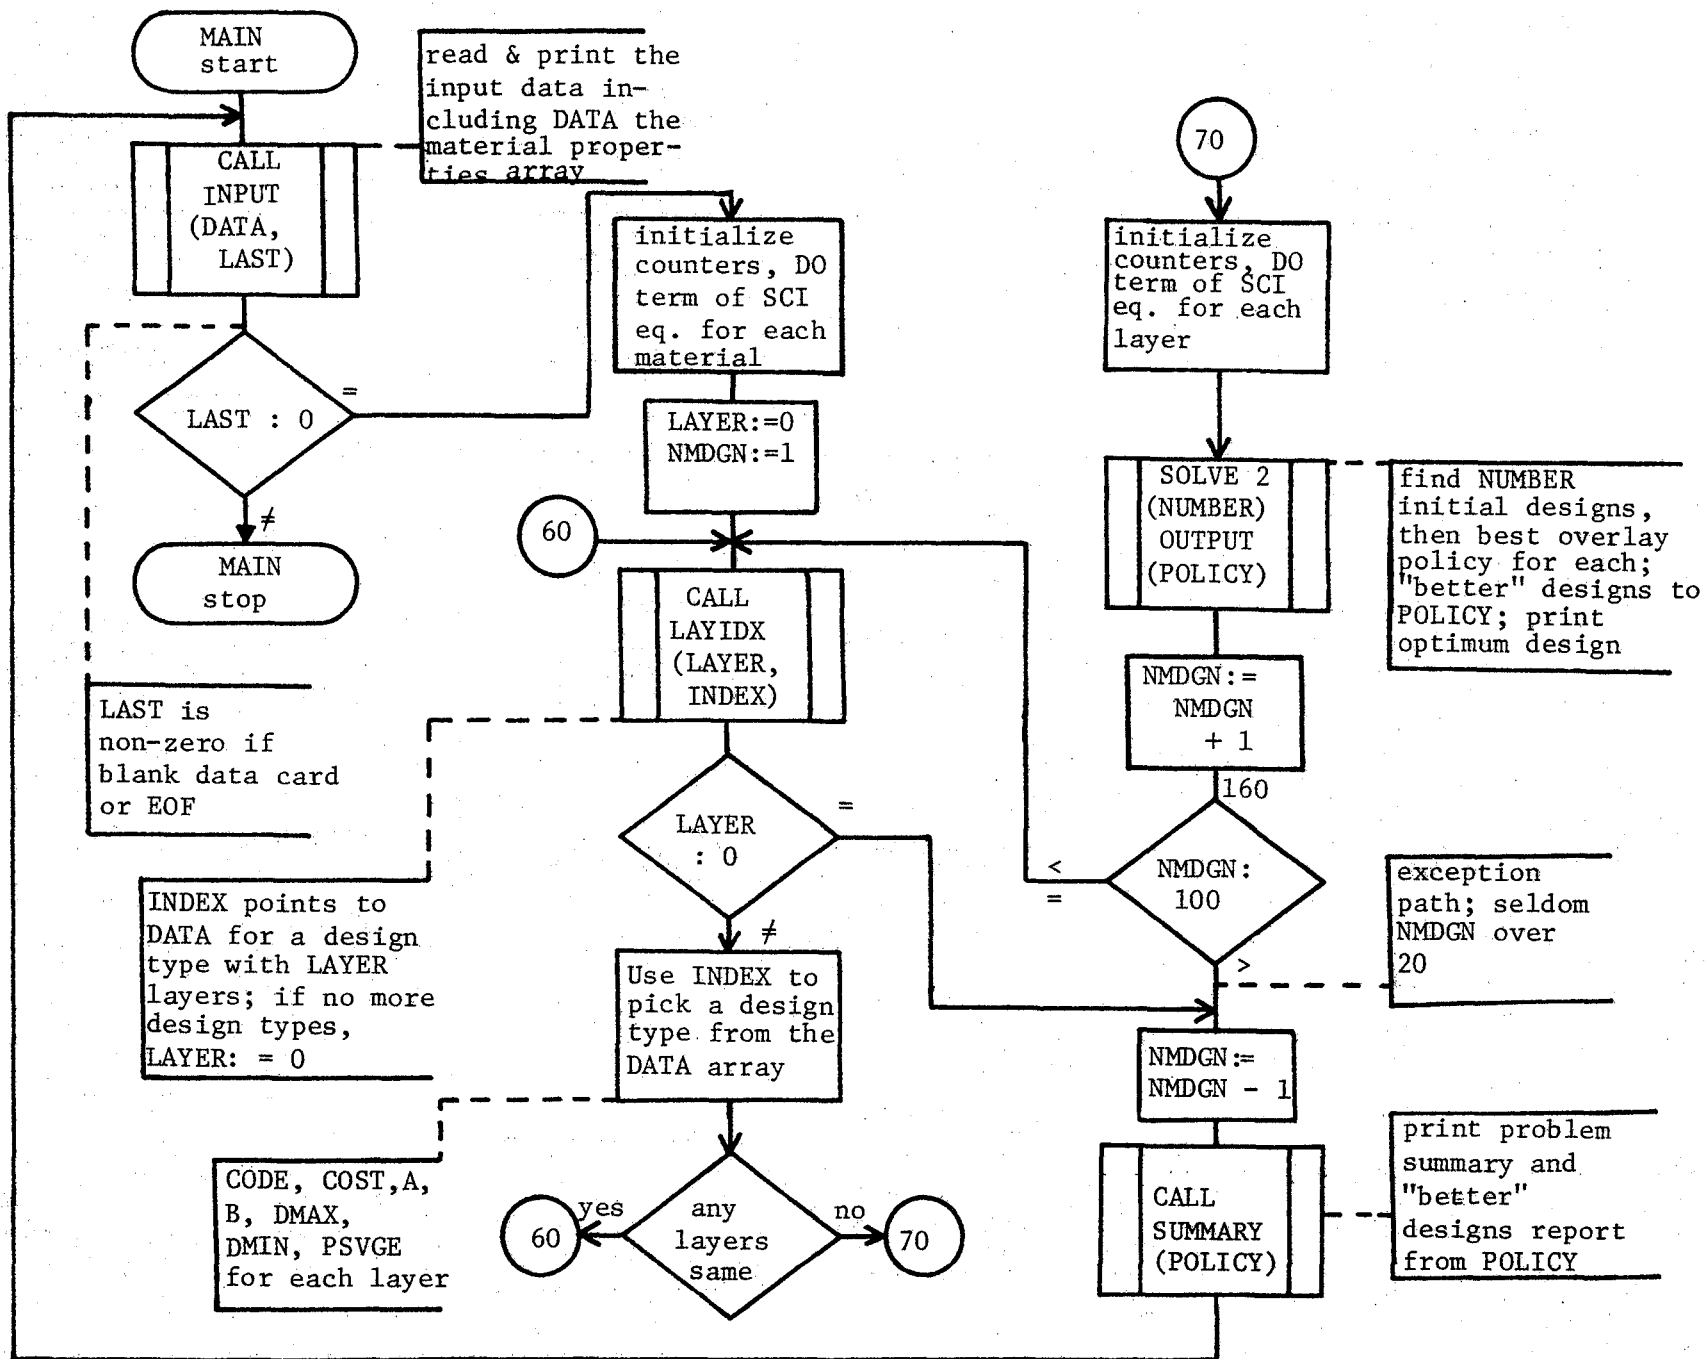 MAIN
start
read & print the
input data in-
cluding DATA the
material proper-
ties array
CALL
INPUT
(DATA,
LAST)
LAST : 0
=
≠
MAIN
stop
LAST is
non-zero if
blank data card
or EOF
initialize
counters, DO
term of SCI
eq. for each
material
LAYER:=0
NMDGN:=1
60
CALL
LAYIDX
(LAYER,
INDEX)
INDEX points to
DATA for a design
type with LAYER
layers; if no more
design types,
LAYER: = 0
LAYER
: 0
=
≠
Use INDEX to
pick a design
type from the
DATA array
CODE, COST,A,
B, DMAX,
DMIN, PSVGE
for each layer
any
layers
same
yes
60
no
70
70
initialize
counters, DO
term of SCI
eq. for each
layer
SOLVE 2
(NUMBER)
OUTPUT
(POLICY)
find NUMBER
initial designs,
then best overlay
policy for each;
"better" designs to
POLICY; print
optimum design
NMDGN:=
NMDGN
+ 1
160
NMDGN:
100
<
=
>
exception
path; seldom
NMDGN over
20
NMDGN:=
NMDGN - 1
CALL
SUMMARY
(POLICY)
print problem
summary and
"better"
designs report
from POLICY